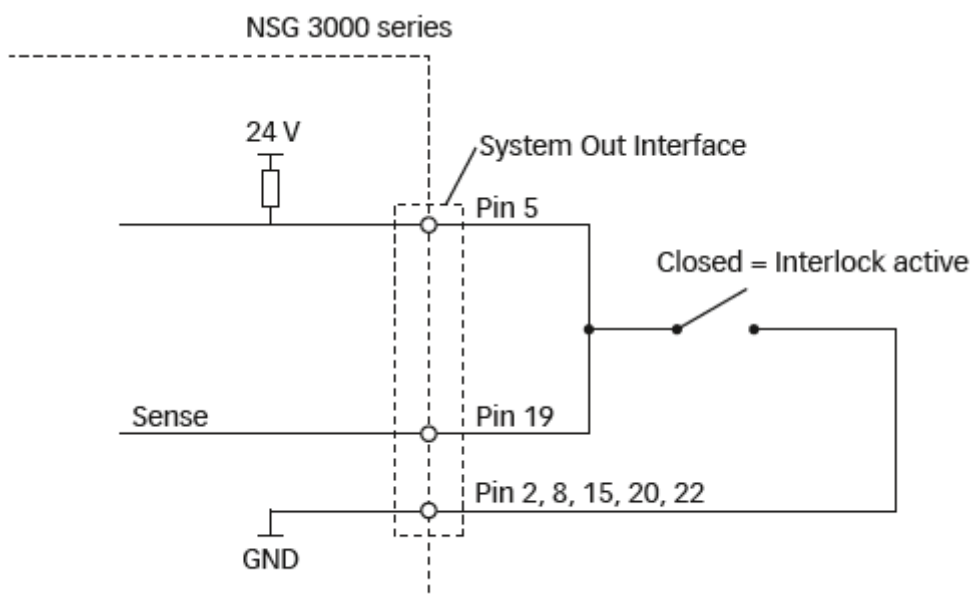 NSG 3000 series
24 V
System Out Interface
Pin 5
Closed = Interlock active
Sense
Pin 19
Pin 2, 8, 15, 20, 22
GND